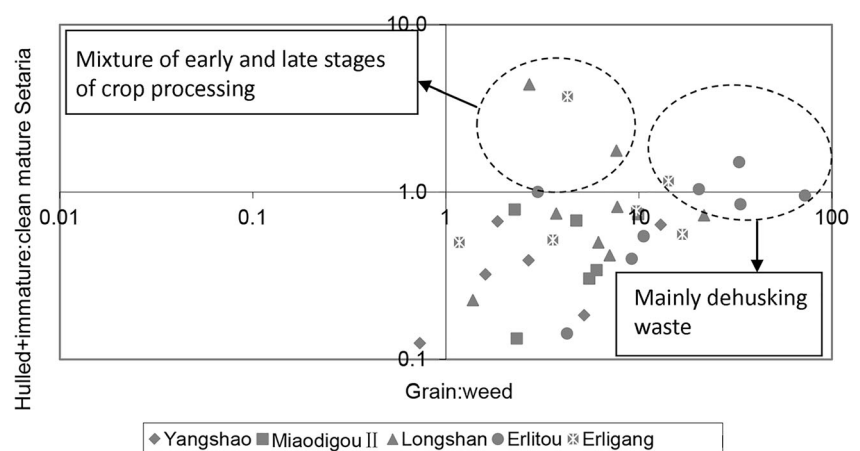 10.0
Mixture of early and late stages
of crop processing
Hulled+immature:clean mature Setaria
1.0
0.01 0.1 1 10 100
Mainly dehusking
waste
0.1
Grain:weed
Yangshao Miaodigou Ⅱ Longshan Erlitou Erligang